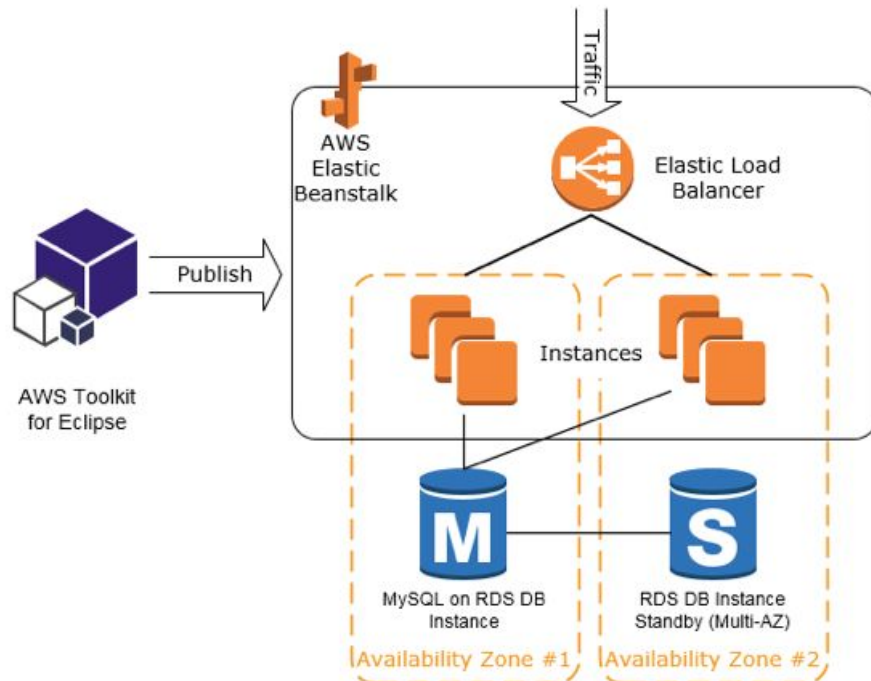 Traffic
AWS
Elastic
Beanstalk
Elastic Load
Balancer
Publish
AWS Toolkit
for Eclipse
Instances
M
S
MySQL on RDS DB
Instance
RDS DB Instance
Standby (Multi-AZ)
Availability Zone #1
Availability Zone #2